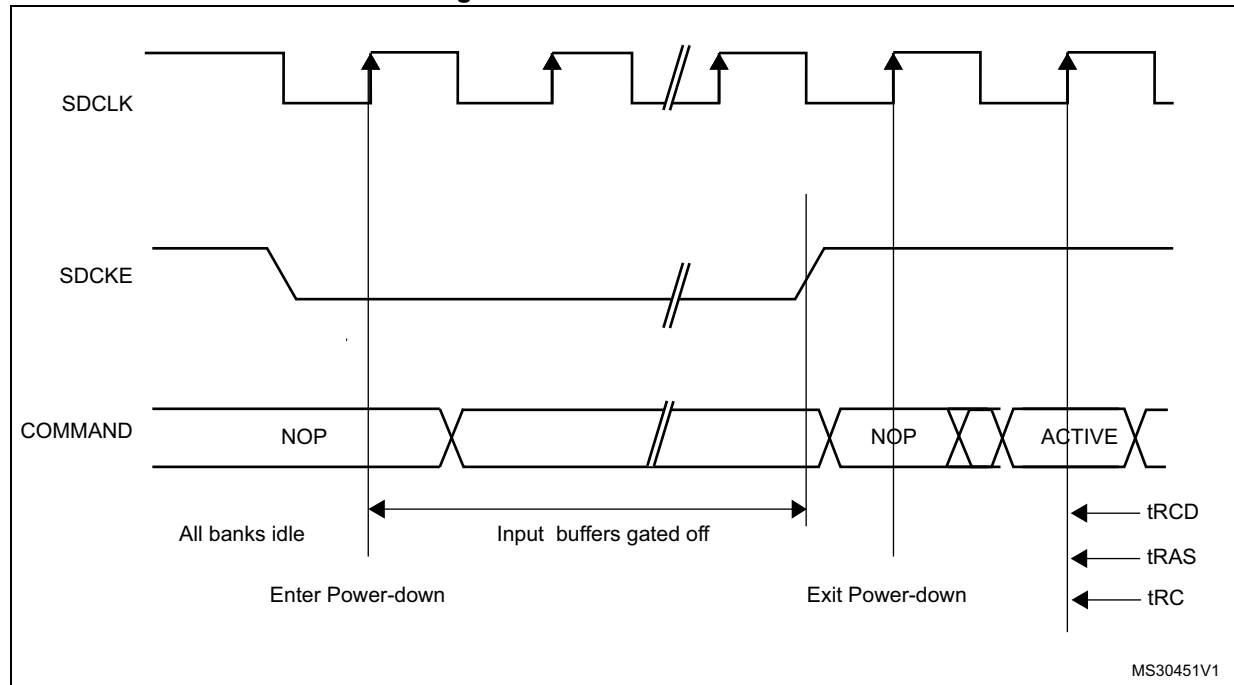 SDCLK
SDCKE
COMMAND
NOP
NOP
ACTIVE
All banks idle
Input buffers gated off
tRCD
tRAS
tRC
Enter Power-down
Exit Power-down
MS30451V1